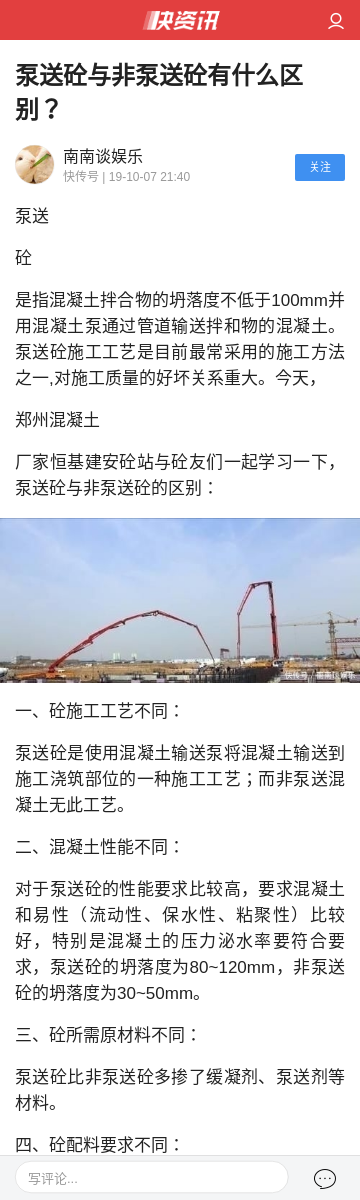 快资讯
泵送砼与非泵送砼有什么区
别？
南南谈娱乐
快传号 | 19-10-07 21:40
关注
泵送
砼
是指混凝土拌合物的坍落度不低于100mm并
用混凝土泵通过管道输送拌和物的混凝土。
泵送砼施工工艺是目前最常采用的施工方法
之一,对施工质量的好坏关系重大。今天，
郑州混凝土
厂家恒基建安砼站与砼友们一起学习一下，
泵送砼与非泵送砼的区别：
快传号 / 南南谈娱乐
一、砼施工工艺不同：
泵送砼是使用混凝土输送泵将混凝土输送到
施工浇筑部位的一种施工工艺；而非泵送混
凝土无此工艺。
二、混凝土性能不同：
对于泵送砼的性能要求比较高，要求混凝土
和易性（流动性、保水性、粘聚性）比较
好，特别是混凝土的压力泌水率要符合要
求，泵送砼的坍落度为80~120mm，非泵送
砼的坍落度为30~50mm。
三、砼所需原材料不同：
泵送砼比非泵送砼多掺了缓凝剂、泵送剂等
材料。
四、砼配料要求不同：
写评论...